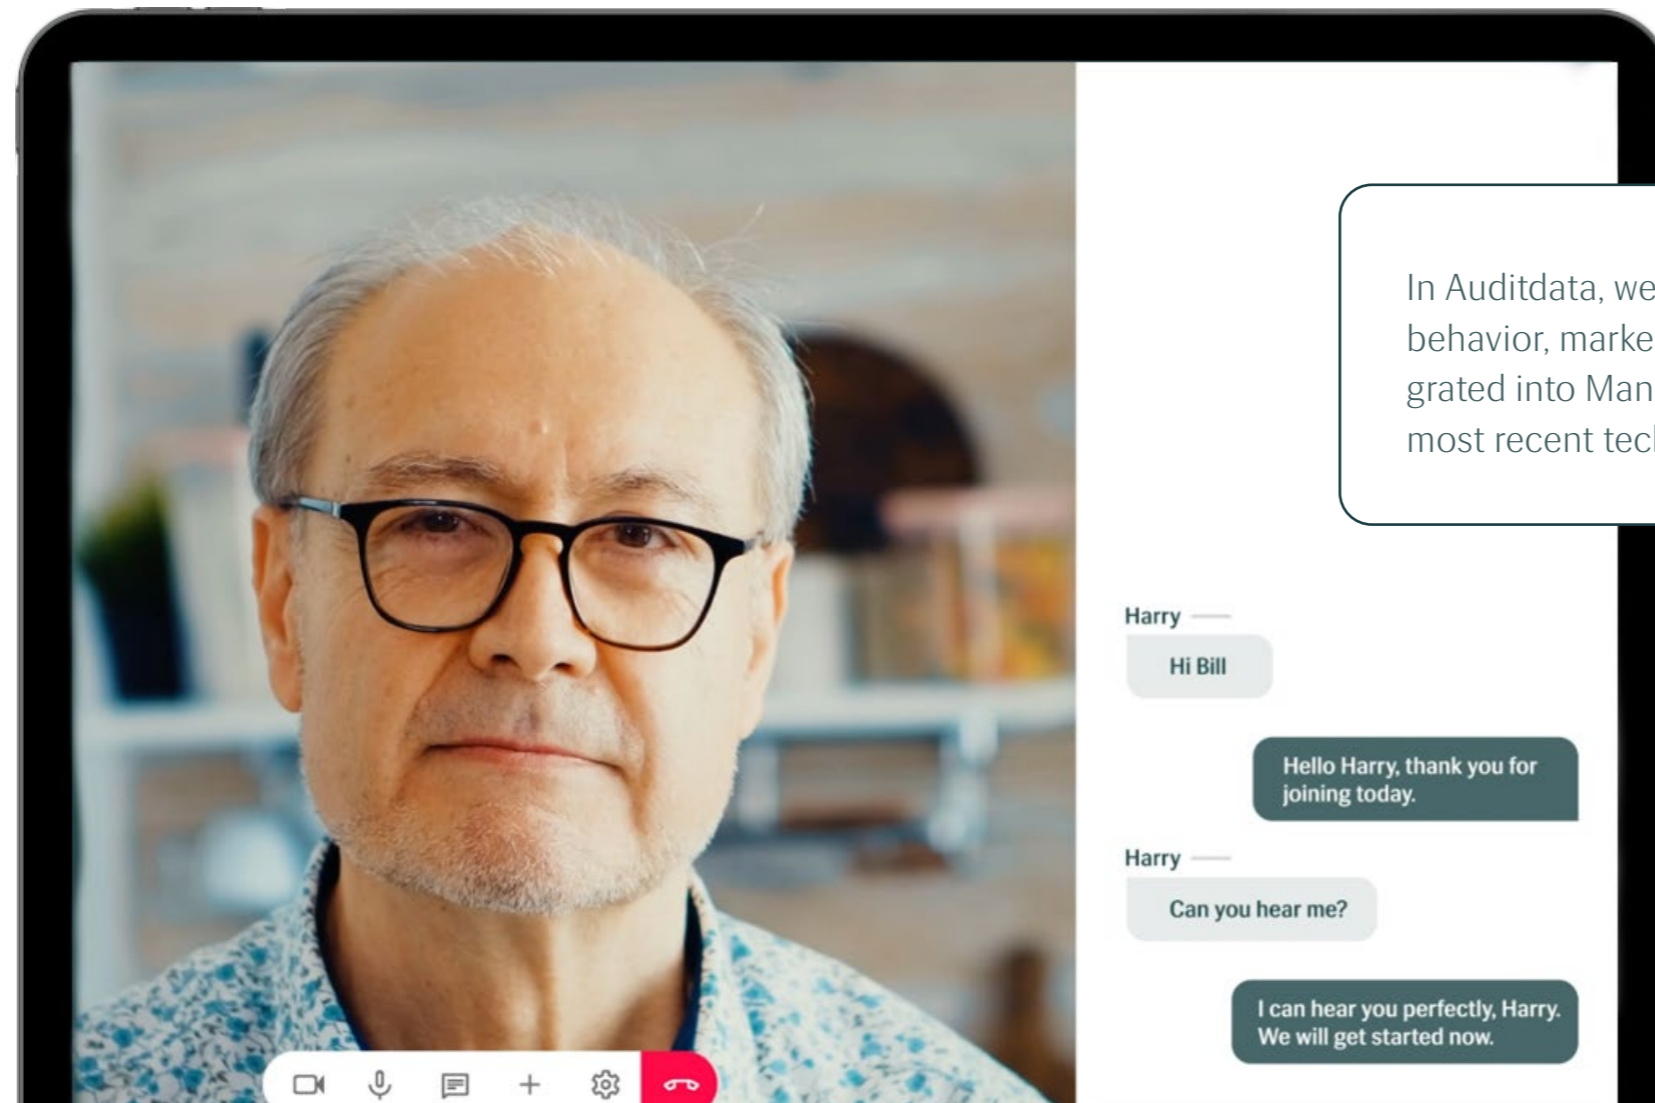 In Auditdata, we
behavior, marke
grated into Man
most recent tec
Harry
Hi Bill
Hello Harry, thank you for
joining today.
Harry
Can you hear me?
I can hear you perfectly, Harry.
We will get started now.